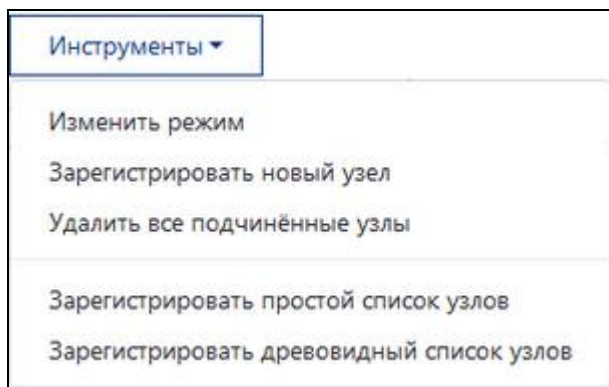 Инструменты
Изменить режим
Зарегистрировать новый узел
Удалить все подчинённые узлы
Зарегистрировать простой список узлов
Зарегистрировать древовидный список узлов